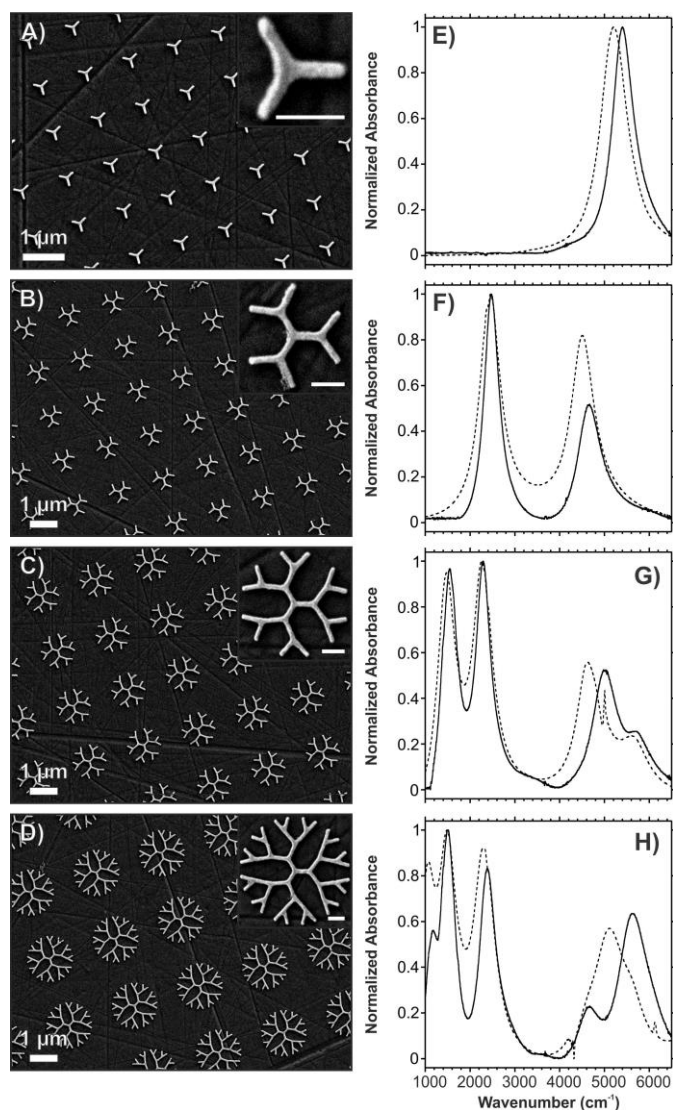 A)
1 µm
B)
1 µm
C)
1 µm
D)
1 µm
E)
Normalized Absorbance
1
0.8
0.6
0.4
0.2
0
F)
Normalized Absorbance
1
0.8
0.6
0.4
0.2
0
G)
Normalized Absorbance
1
0.8
0.6
0.4
0.2
0
H)
Normalized Absorbance
1
0.8
0.6
0.4
0.2
0
1000 2000 3000 4000 5000 6000
Wavenumber (cm⁻¹)